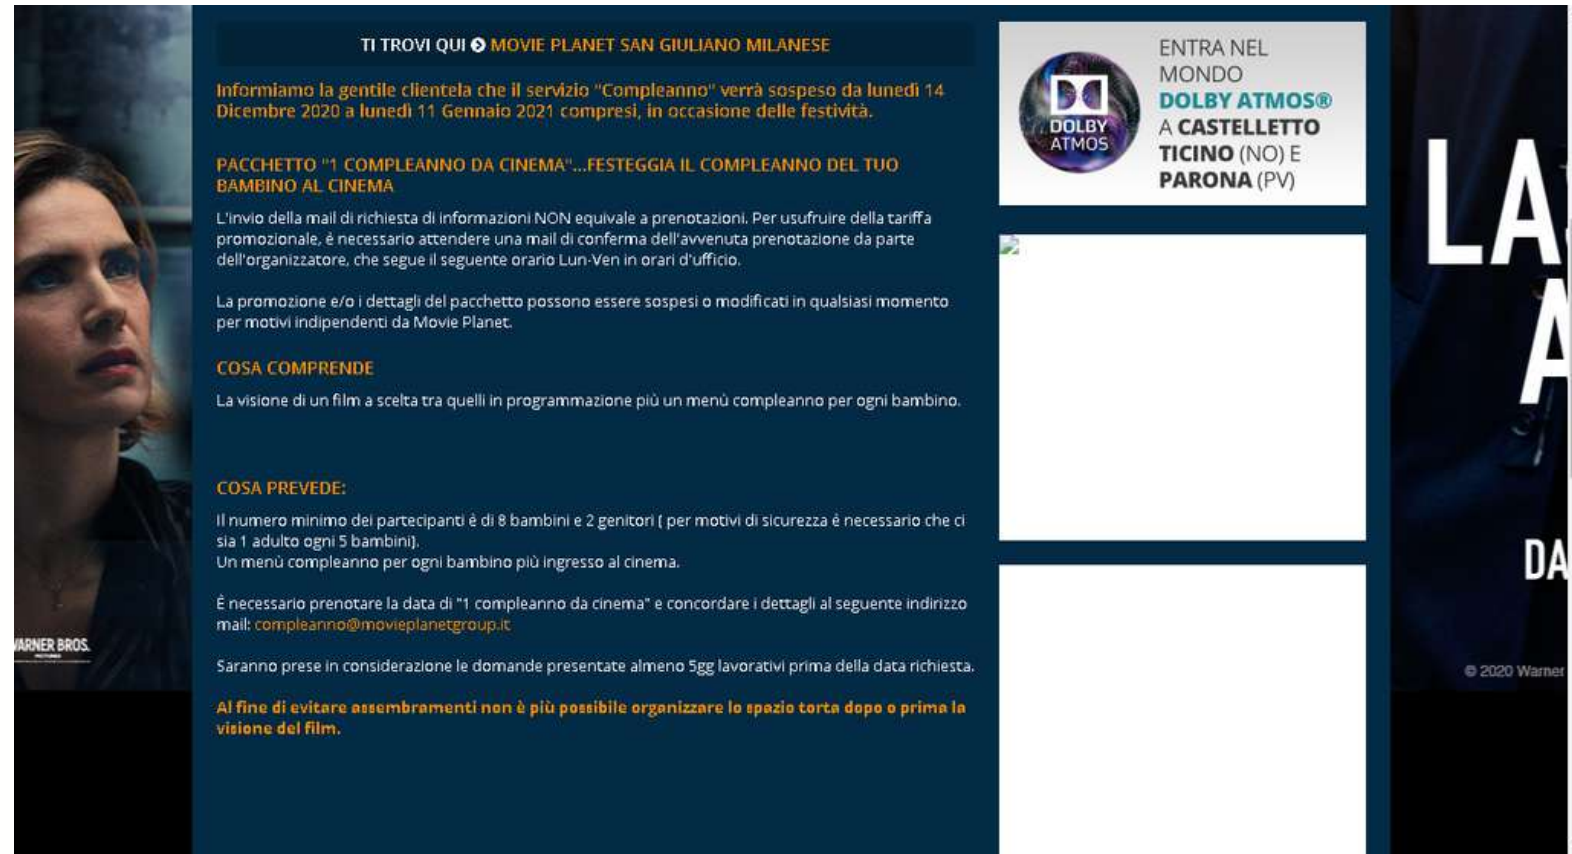 TI TROVI QUI MOVIE PLANET SAN GIULIANO MILANESE
Informiamo la gentile clientela che il servizio "Compleanno" verrà sospeso da lunedì 14
Dicembre 2020 a lunedì 11 Gennaio 2021 compresi, in occasione delle festività.
PACCHETTO "1 COMPLEANNO DA CINEMA"...FESTEGGIA IL COMPLEANNO DEL TUO
BAMBINO AL CINEMA
L'invio della mail di richiesta di informazioni NON equivale a prenotazioni. Per usufruire della tariffa
promozionale, è necessario attendere una mail di conferma dell'avvenuta prenotazione da parte
dell'organizzatore, che segue il seguente orario Lun-Ven in orari d'ufficio.
La promozione e/o i dettagli del pacchetto possono essere sospesi o modificati in qualsiasi momento
per motivi indipendenti da Movie Planet.
COSA COMPRENDE
La visione di un film a scelta tra quelli in programmazione più un menù compleanno per ogni bambino.
COSA PREVEDE:
Il numero minimo dei partecipanti è di 8 bambini e 2 genitori ( per motivi di sicurezza è necessario che ci
sia 1 adulto ogni 5 bambini).
Un menù compleanno per ogni bambino più ingresso al cinema.
È necessario prenotare la data di "1 compleanno da cinema" e concordare i dettagli al seguente indirizzo
mail: compleanno@movieplanetgroup.it
Saranno prese in considerazione le domande presentate almeno 5gg lavorativi prima della data richiesta.
Al fine di evitare assembramenti non è più possibile organizzare lo spazio torta dopo o prima la
visione del film.
DOLBY
ATMOS
ENTRA NEL
MONDO
DOLBY ATMOS®
A CASTELLETTO
TICINO (NO) E
PARONA (PV)
WARNER BROS.
LA
A
DA
© 2020 Warner